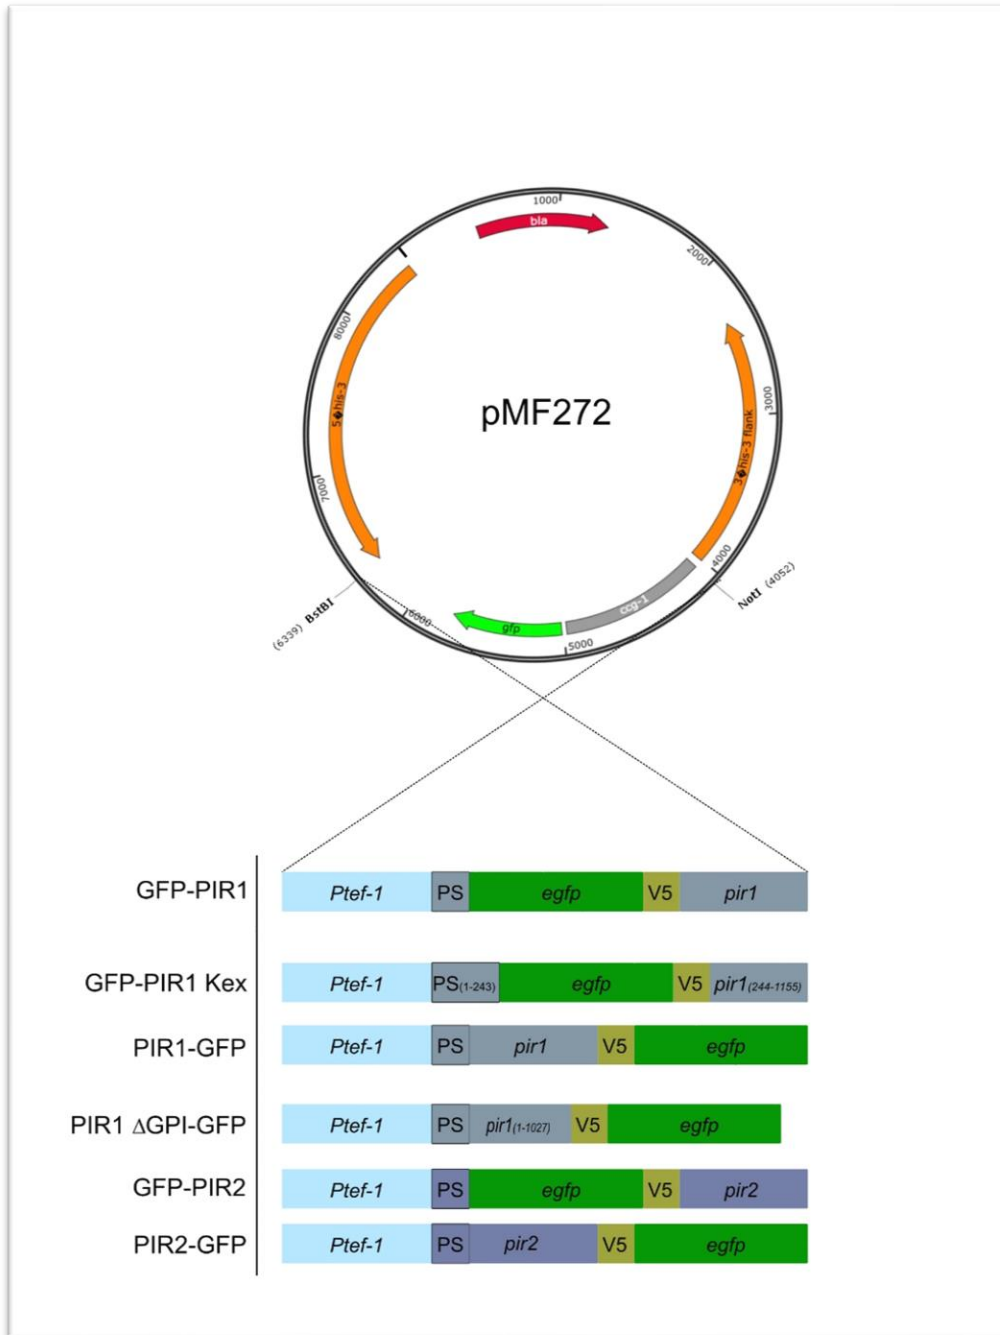 1000
bla
2000
8000
3000
5�his-3
pMF272
3�his-3 flank
7000
4000
NotI (4052)
ccg-1
(6339) BstBI
6000
gfp
5000
GFP-PIR1 Ptef-1 PS egfp V5 pir1
GFP-PIR1 Kex Ptef-1 PS(1-243) egfp V5 pir1(244-1155)
PIR1-GFP Ptef-1 PS pir1 V5 egfp
PIR1 ΔGPI-GFP Ptef-1 PS pir1(1-1027) V5 egfp
GFP-PIR2 Ptef-1 PS egfp V5 pir2
PIR2-GFP Ptef-1 PS pir2 V5 egfp